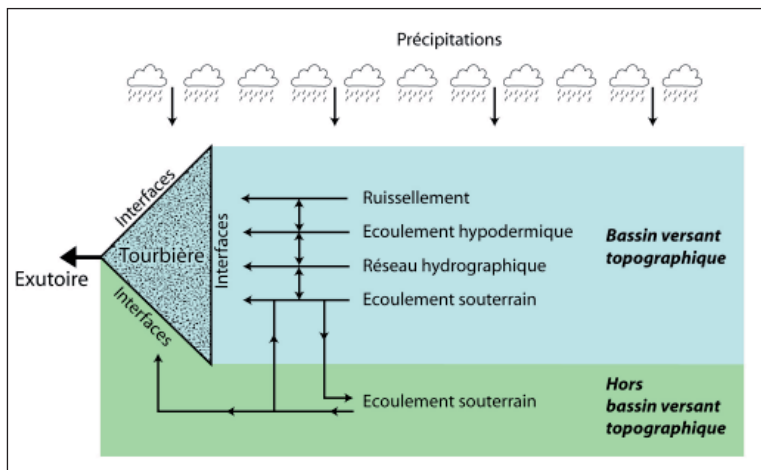 Précipitations
Interfaces
Tourbière
Interfaces
Interfaces
Exutoire
Ruissellement
Ecoulement hypodermique
Réseau hydrographique
Ecoulement souterrain
Bassin versant
topographique
Ecoulement souterrain
Hors
bassin versant
topographique